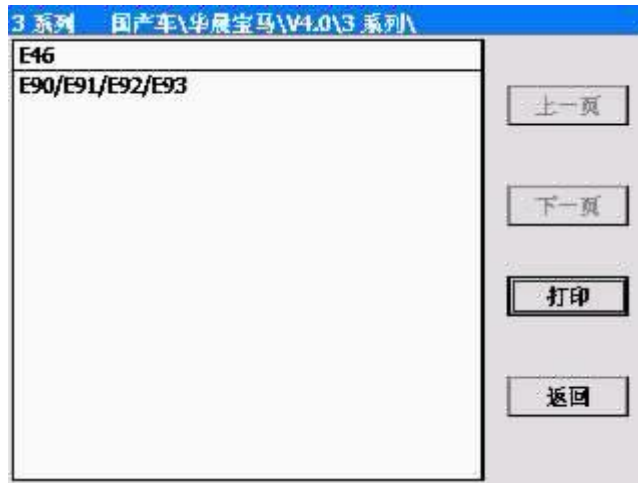 3 系列 国产车\华晨宝马\V4.0\3 系列\
E46
E90/E91/E92/E93
上一页
下一页
打印
返回